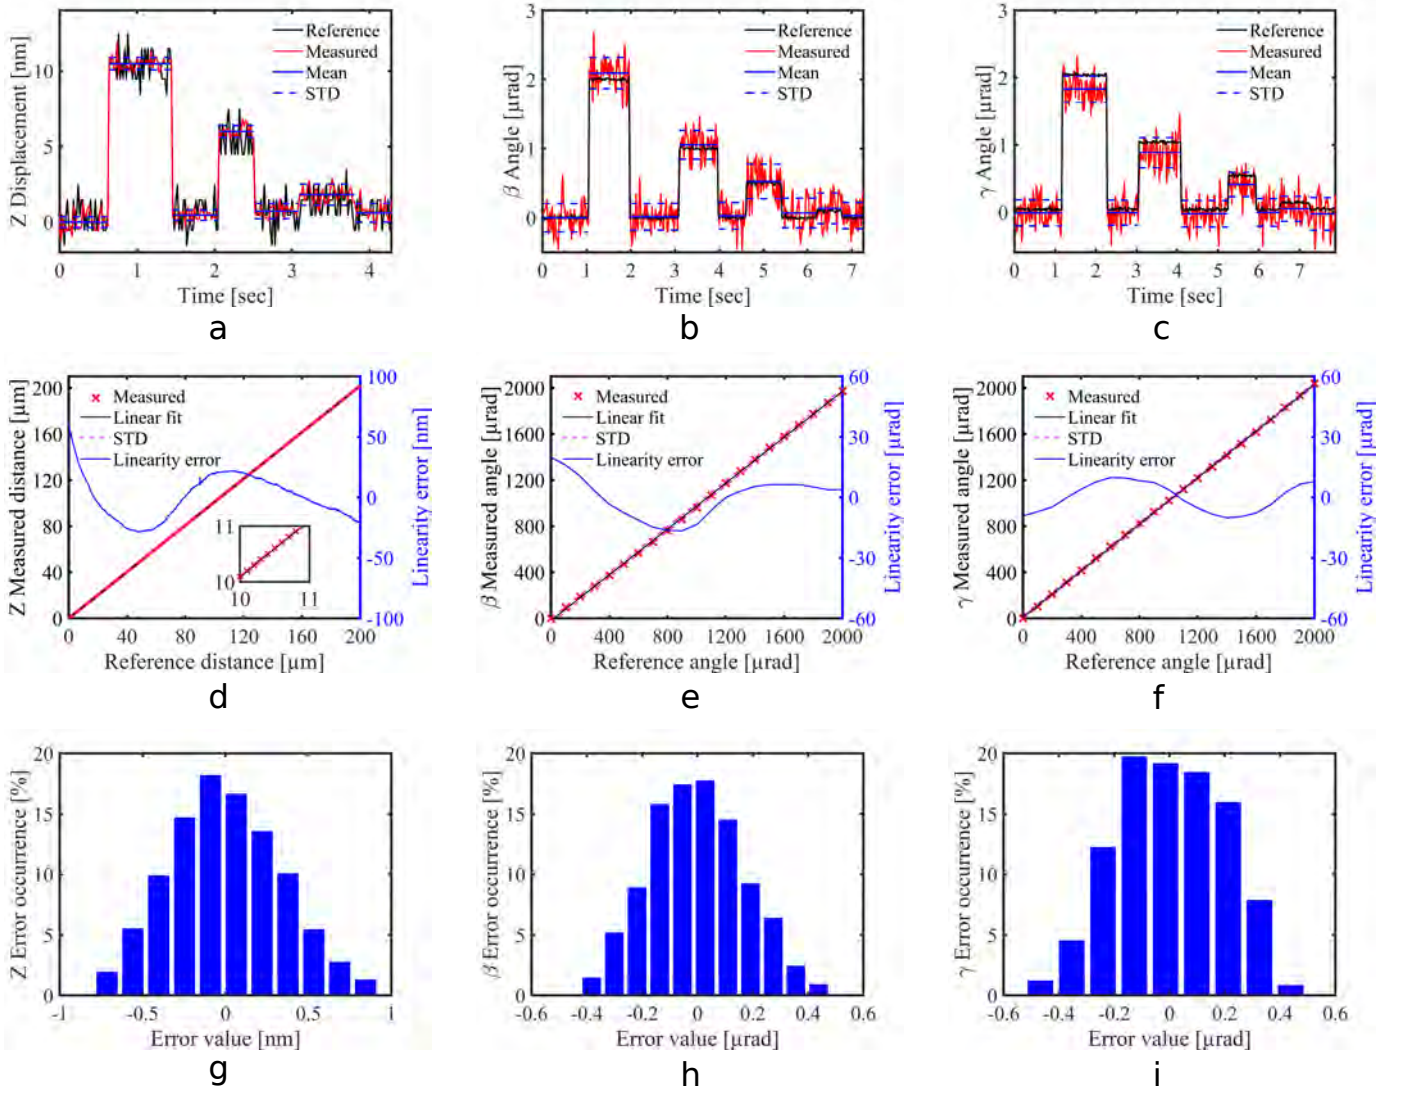 Z Displacement [nm]
10
5
0
Reference
Measured
Mean
STD
0 1 2 3 4
Time [sec]
a
β Angle [μrad]
3
2
1
0
Reference
Measured
Mean
STD
0 1 2 3 4 5 6 7
Time [sec]
b
γ Angle [μrad]
3
2
1
0
Reference
Measured
Mean
STD
0 1 2 3 4 5 6 7
Time [sec]
c
Z Measured distance [μm]
200
160
120
80
40
0
Measured
Linear fit
STD
Linearity error
11
10
10 11
100
50
0
-50
-100
Linearity error [nm]
0 40 80 120 160 200
Reference distance [μm]
d
β Measured angle [μrad]
2000
1600
1200
800
400
0
Measured
Linear fit
STD
Linearity error
60
30
0
-30
-60
Linearity error [μrad]
0 400 800 1200 1600 2000
Reference angle [μrad]
e
γ Measured angle [μrad]
2000
1600
1200
800
400
0
Measured
Linear fit
STD
Linearity error
60
30
0
-30
-60
Linearity error [μrad]
0 400 800 1200 1600 2000
Reference angle [μrad]
f
Z Error occurrence [%]
20
15
10
5
0
-1 -0.5 0 0.5 1
Error value [nm]
g
β Error occurrence [%]
20
15
10
5
0
-0.6 -0.4 -0.2 0 0.2 0.4 0.6
Error value [μrad]
h
γ Error occurrence [%]
20
15
10
5
0
-0.6 -0.4 -0.2 0 0.2 0.4 0.6
Error value [μrad]
i